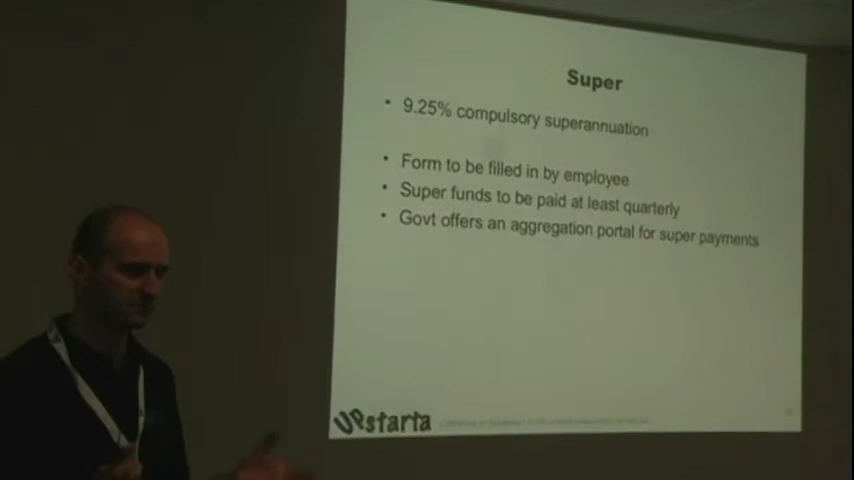 Super
• 9.25% compulsory superannuation
• Form to be filled in by employee
• Super funds to be paid at least quarterly
• Govt offers an aggregation portal for super payments
UPstarta